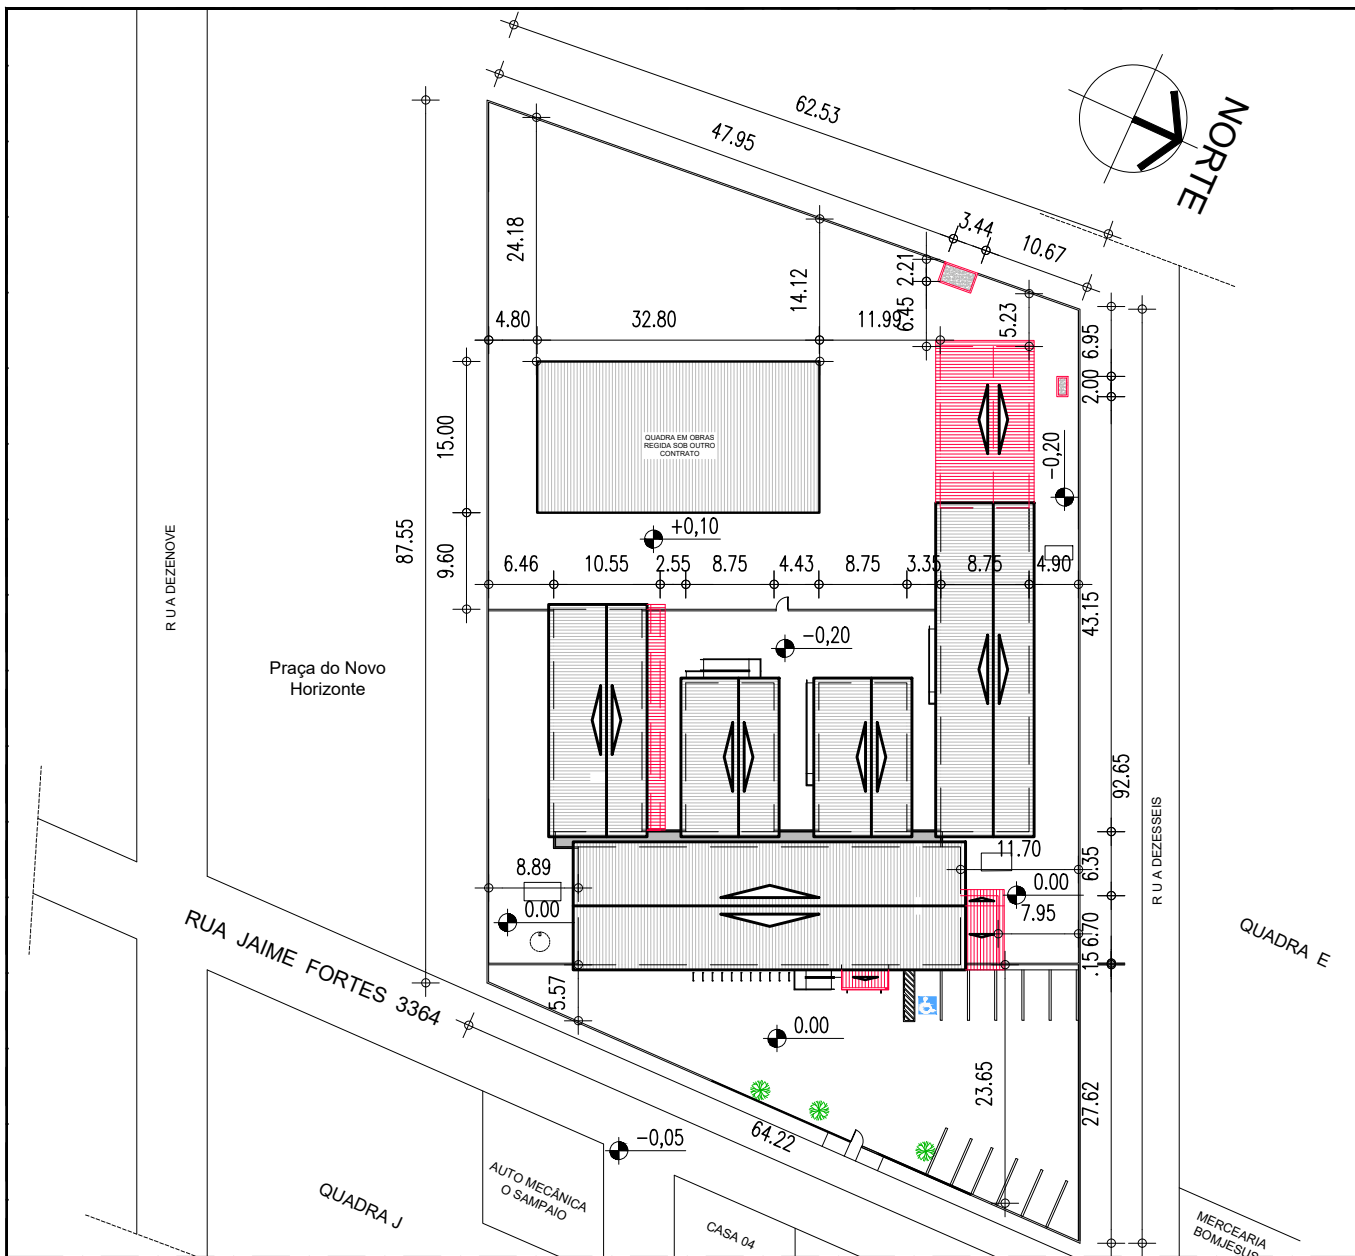 62.53
47.95
NORTE
3.44
10.67
24.18
14.12
2.21
6.45
5.23
4.80
32.80
11.99
6.95
2.00
15.00
QUADRA EM OBRAS
REGIDA SOB OUTRO
CONTRATO
-0,20
87.55
9.60
+0,10
6.46
10.55
2.55
8.75
4.43
8.75
3.35
8.75
4.90
43.15
RUA DEZENOVE
-0,20
Praça do Novo
Horizonte
92.65
RUA DEZESSEIS
8.89
11.70
6.35
0.00
0.00
7.95
6.70
.15
QUADRA E
RUA JAIME FORTES 3364
5.57
0.00
23.65
27.62
64.22
-0,05
AUTO MECÂNICA
O SAMPAIO
QUADRA J
CASA 04
MERCEARIA
BOMJESUS